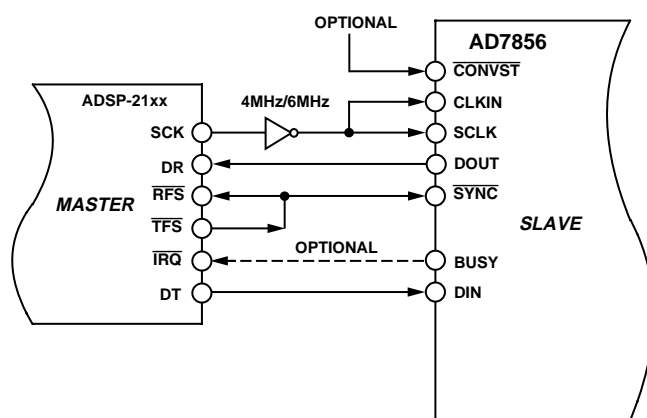 OPTIONAL
AD7856
CONVST
ADSP-21xx
4MHz/6MHz
CLKIN
SCK
SCLK
DR
DOUT
RFS
SYNC
MASTER
SLAVE
TFS
OPTIONAL
IRQ
BUSY
DT
DIN